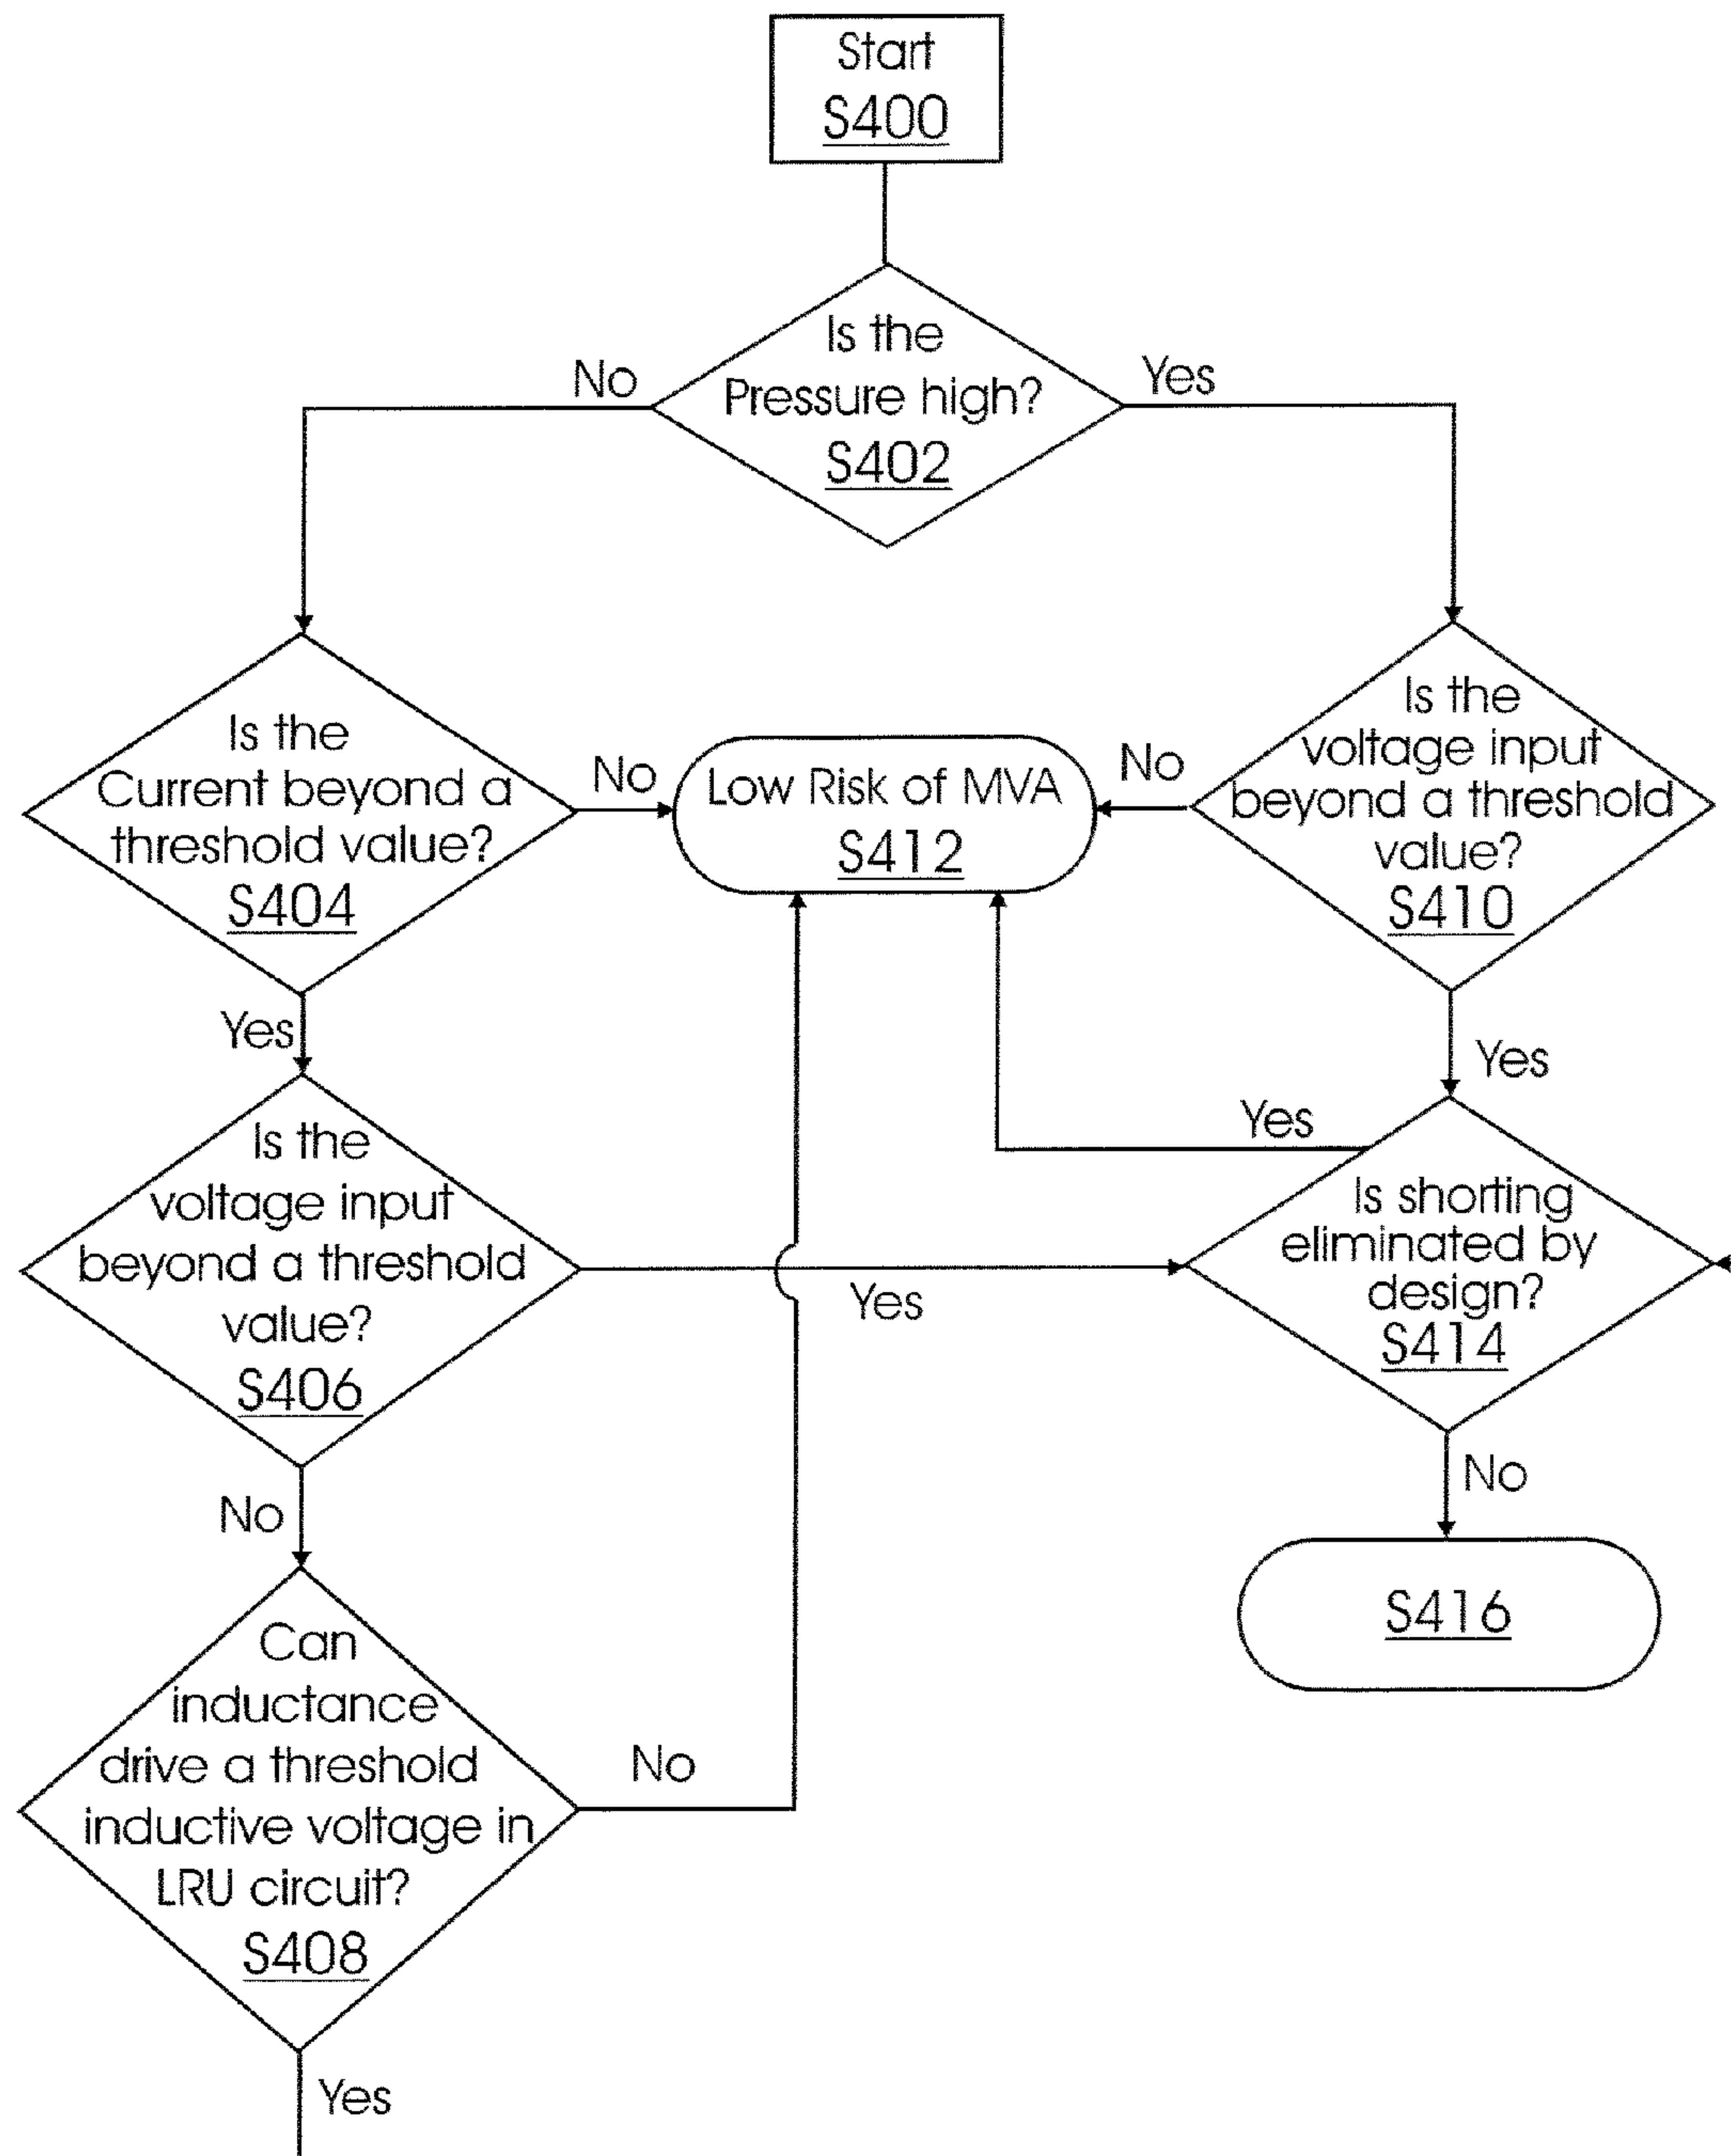 Start
S400
Is the
Pressure high?
S402
No
Yes
Is the
Current beyond a
threshold value?
S404
No
Low Risk of MVA
S412
No
Is the
voltage input
beyond a threshold
value?
S410
Yes
Yes
Is the
voltage input
beyond a threshold
value?
S406
Yes
Yes
Is shorting
eliminated by
design?
S414
No
No
S416
Can
inductance
drive a threshold
inductive voltage in
LRU circuit?
S408
No
Yes